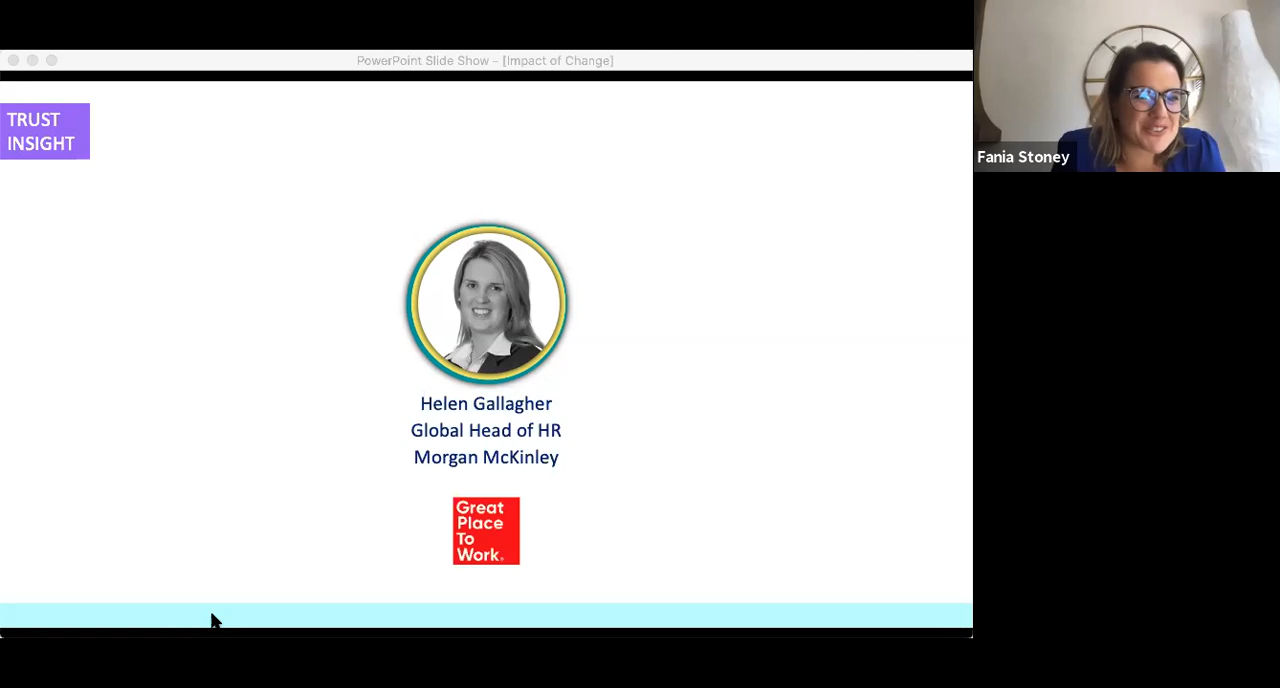 PowerPoint Slide Show – [Impact of Change]
TRUST
INSIGHT
Fania Stoney
Helen Gallagher
Global Head of HR
Morgan McKinley
Great
Place
To
Work.